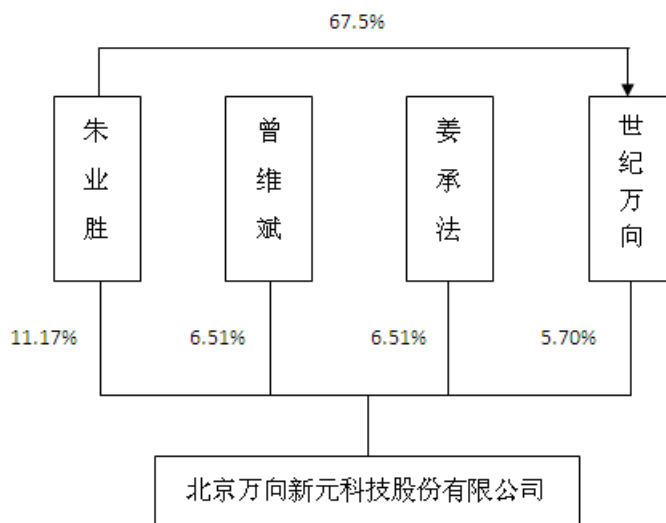 67.5%
朱业胜
曾维斌
姜承法
世纪万向
11.17%
6.51%
6.51%
5.70%
北京万向新元科技股份有限公司